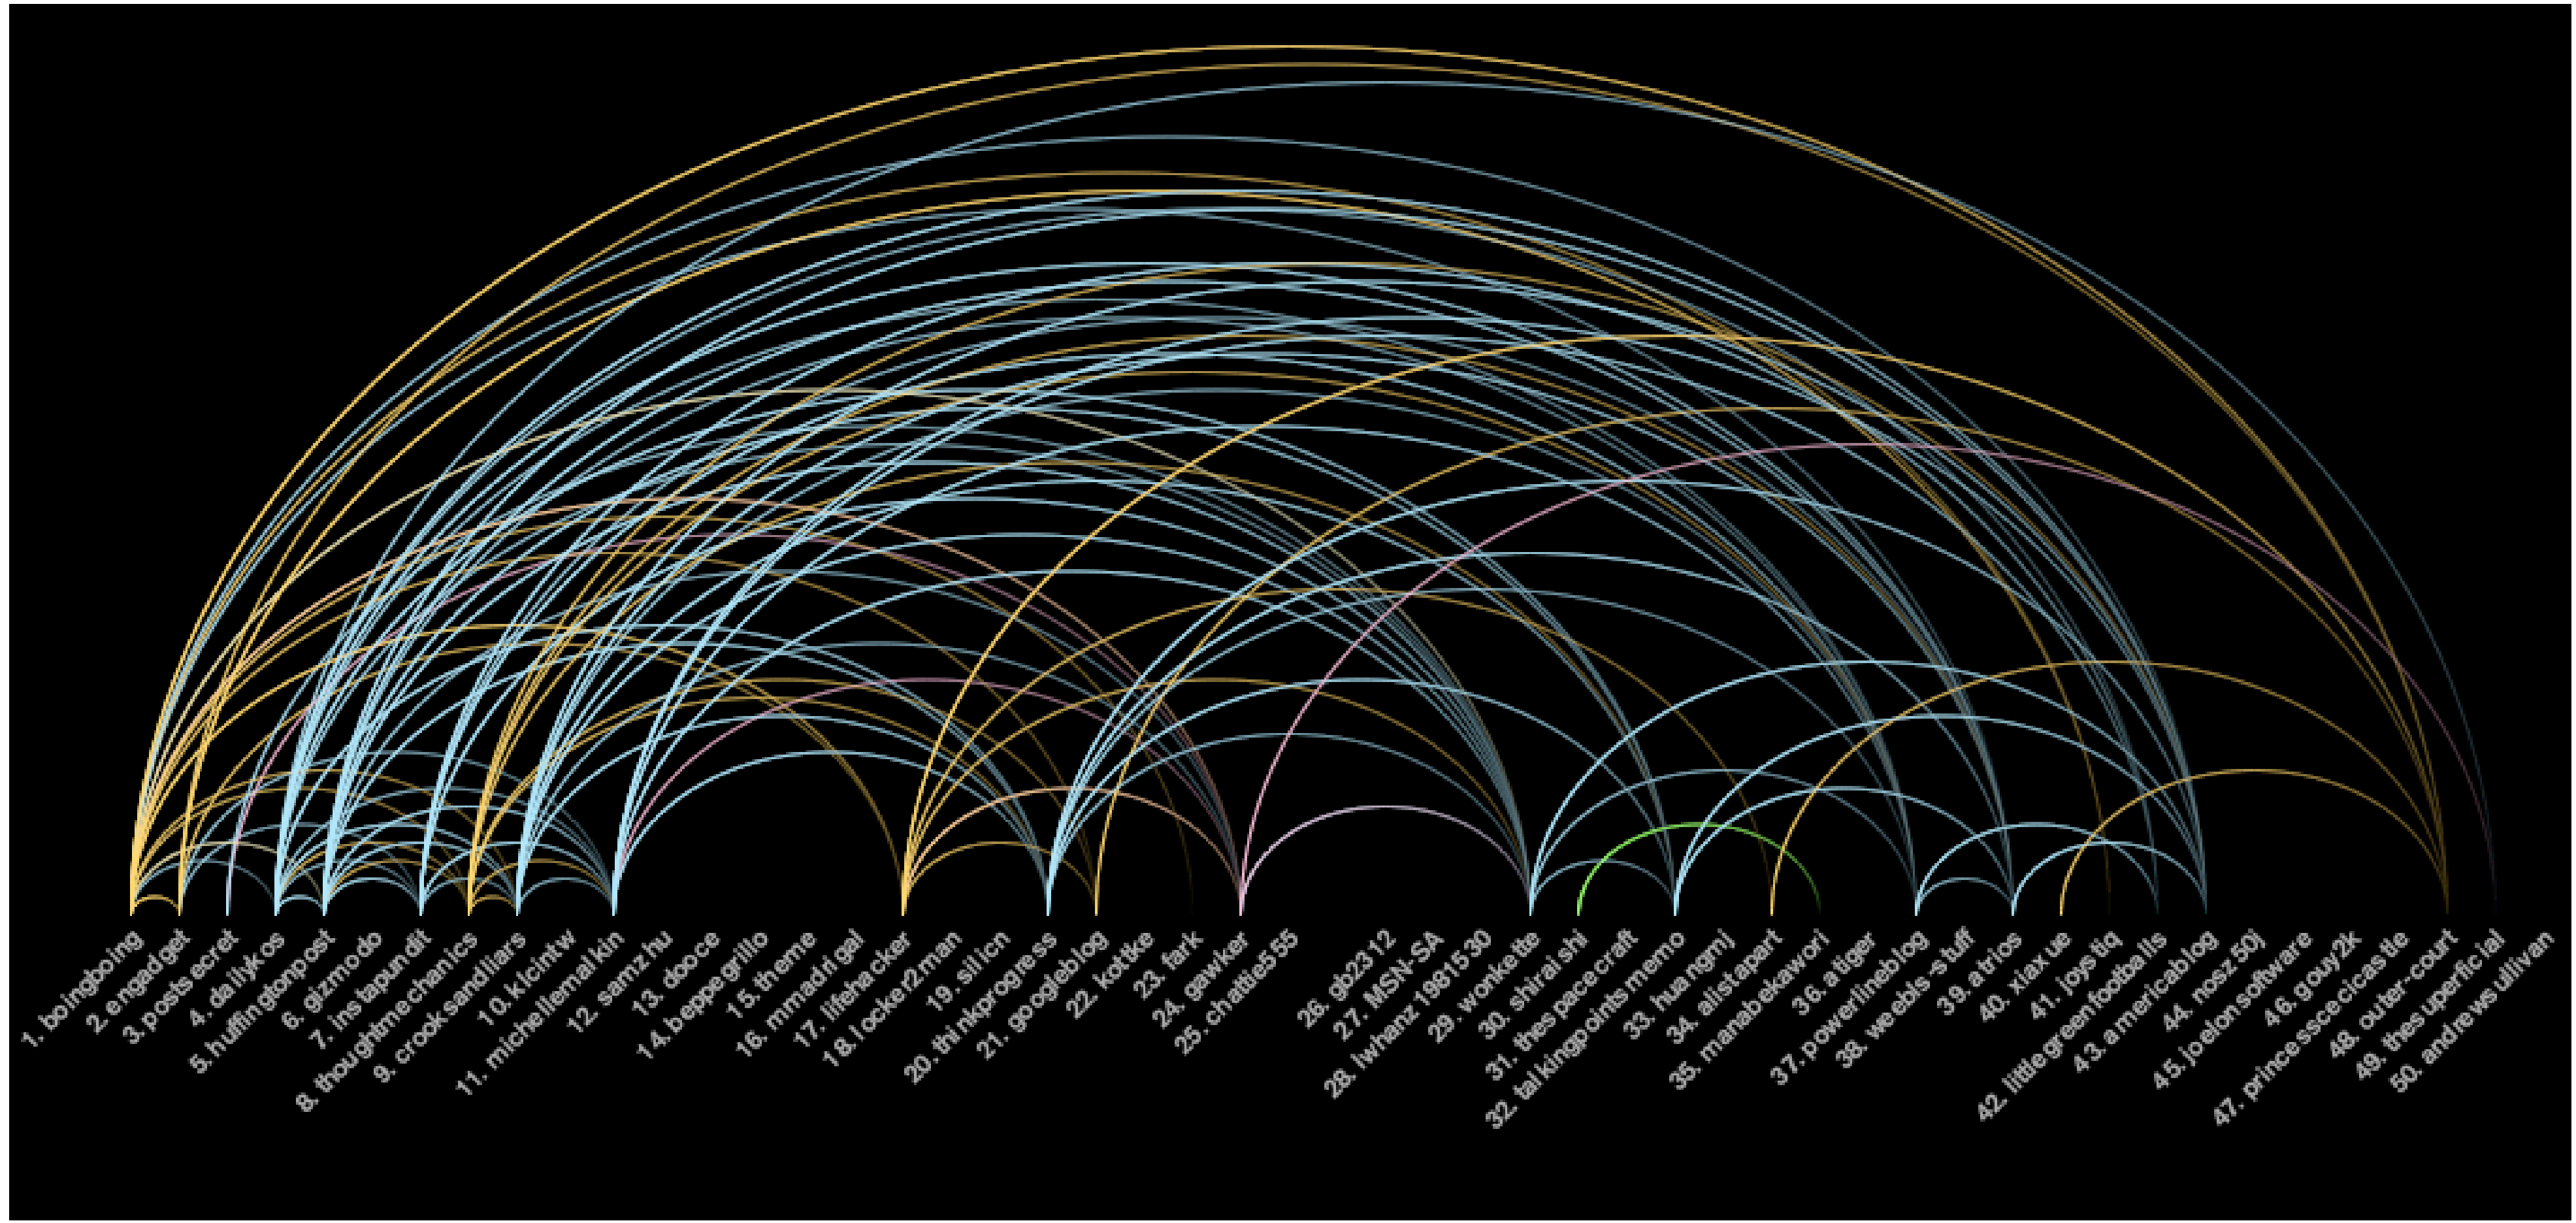 1. boingboing
2. engadget
3. postsecret
4. dailykos
5. huffingtonpost
6. gizmodo
7. instapundit
8. thoughtmechanics
9. crooksandliars
10. kicintw
11. michellemalkin
12. samzhu
13. dooce
14. beppegrillo
15. theme
16. mmadrigal
17. lifehacker
18. locker2man
19. silicn
20. thinkprogress
21. googleblog
22. kottke
23. fark
24. gawker
25. chattie555
26. gb2312
27. MSN-SA
28. lwhanz1981530
29. wonkette
30. shiraishi
31. thespacecraft
32. talkingpointsmemo
33. huangmj
34. alistapart
35. manabekawori
36. atiger
37. powerlineblog
38. weebls-stuff
39. atrios
40. xiaxue
41. joystiq
42. littlegreenfootballs
43. americablog
44. nosz50j
45. joelonsoftware
46. gouy2k
47. princesscecicastle
48. outer-court
49. thesuperficial
50. andrewsullivan